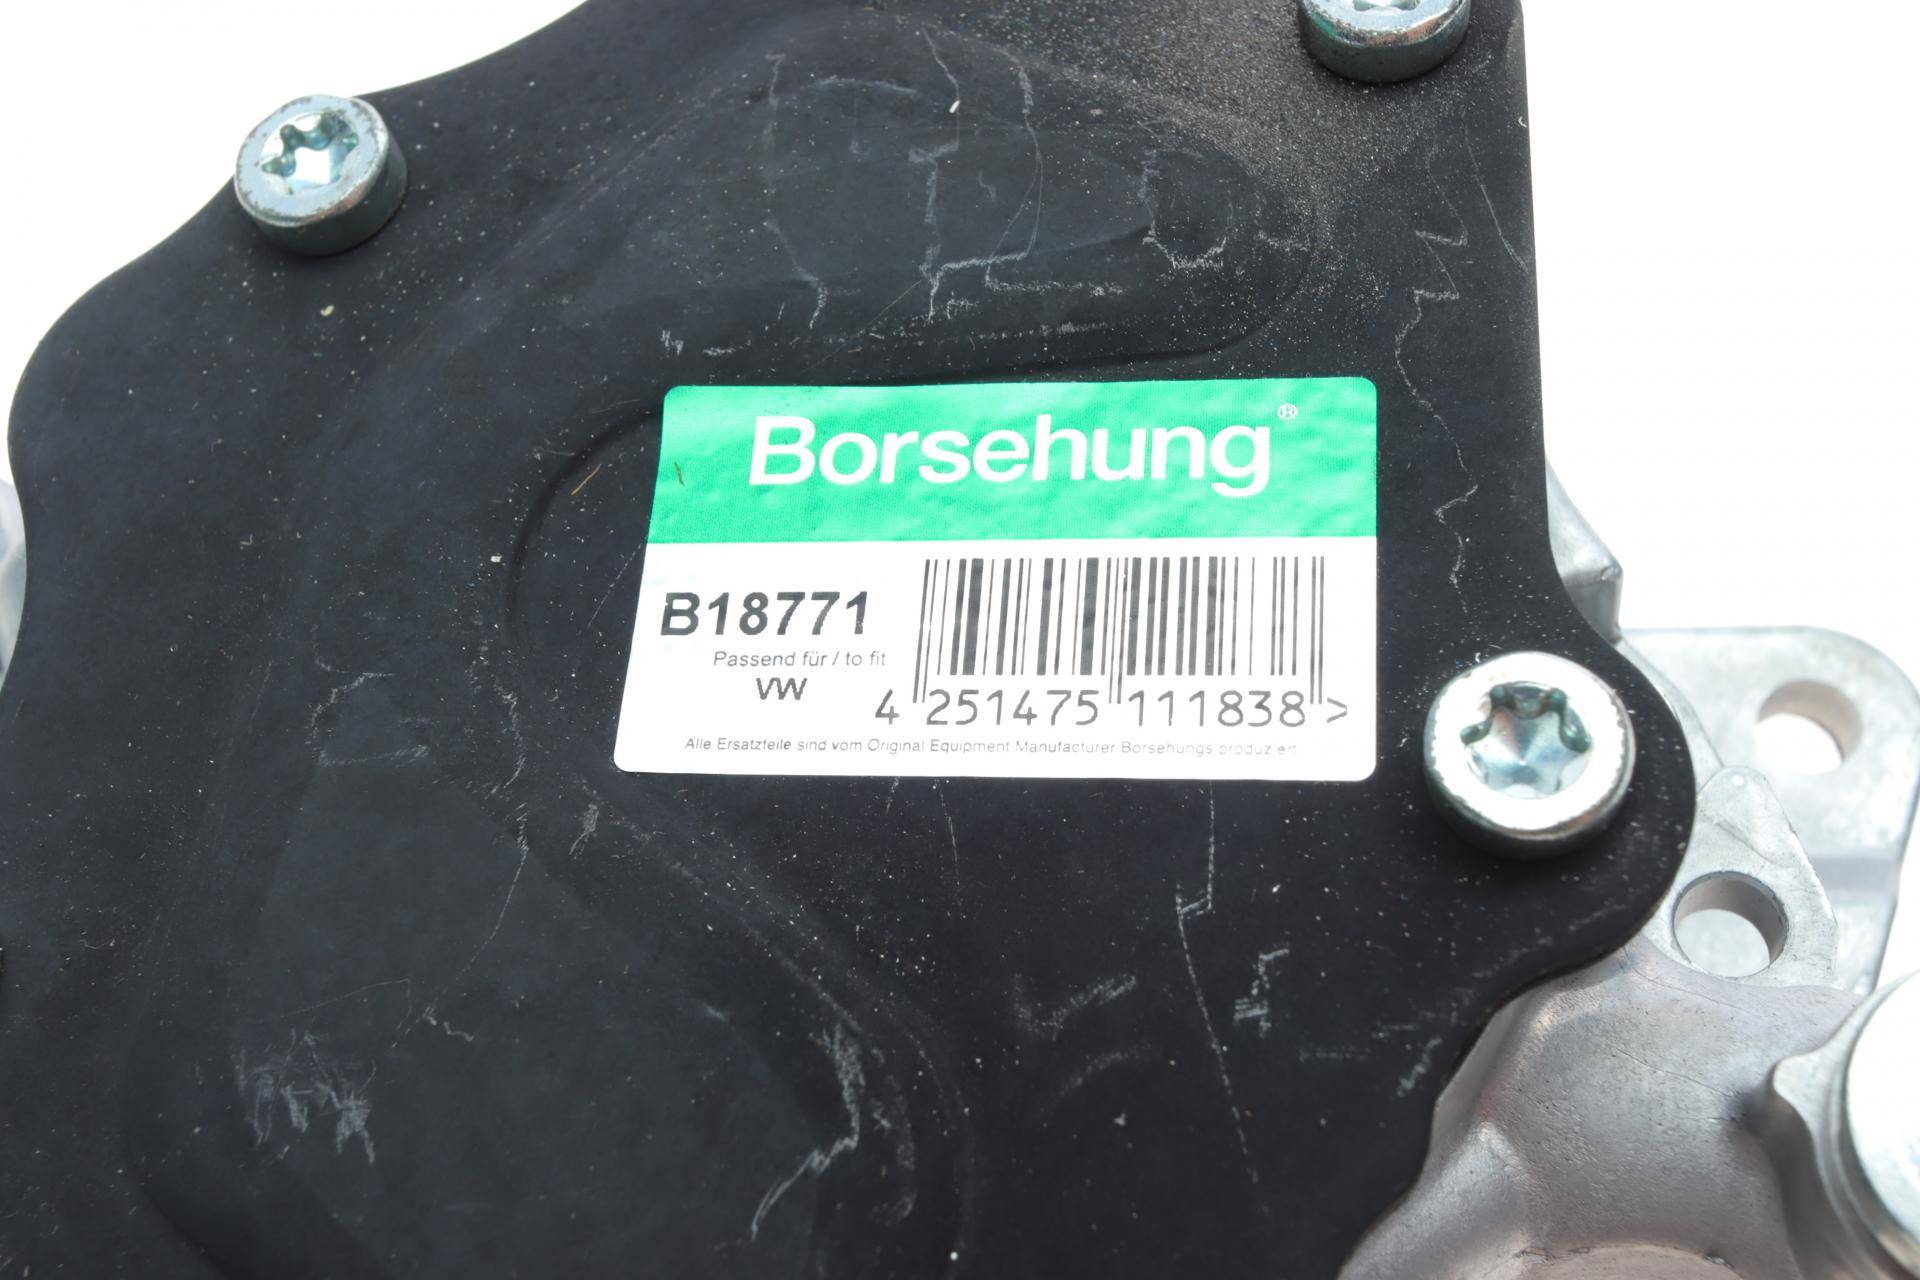 Borsehung®
B18771
Passend für / to fit
VW
4 251475 111838 >
Alle Ersatzteile sind vom Original Equipment Manufacturer Borsehungs produziert